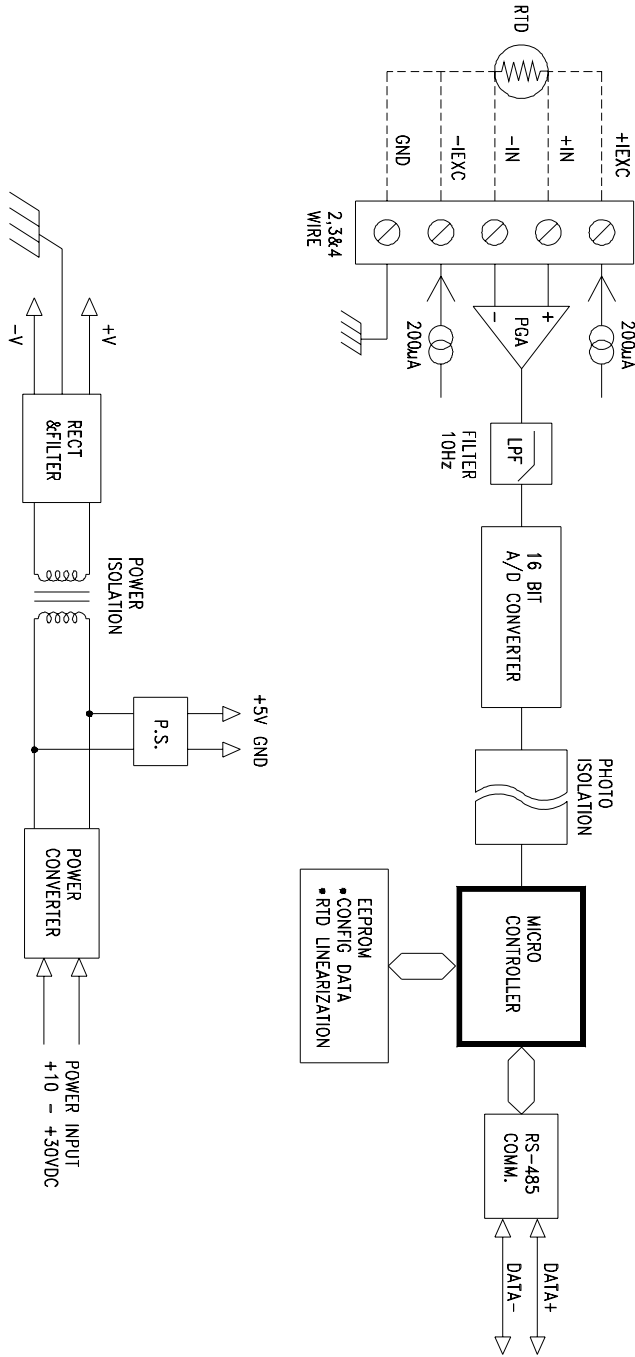 RTD
+IEXC
+IN
-IN
-IEXC
GND
2,3&4
WIRE
200uA
+
PGA
-
200uA
LPF
FILTER
10Hz
16 BIT
A/D CONVERTER
PHOTO
ISOLATION
MICRO
CONTROLLER
EEPROM
• CONFIG DATA
• RTD LINEARIZATION
RS-485
COMM.
DATA+
DATA-
+V
-V
RECT
&FILTER
POWER
ISOLATION
+5V
GND
P.S.
POWER
CONVERTER
POWER INPUT
+10 - +30VDC